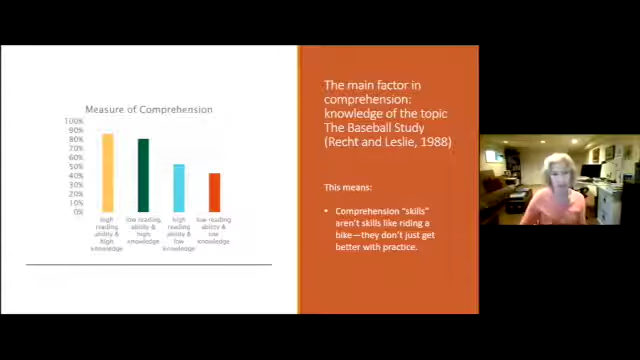 Measure of Comprehension
100%
90%
80%
70%
60%
50%
40%
30%
20%
10%
0%
high
reading
ability &
high
knowledge
low reading
ability &
high
knowledge
high
reading
ability &
low
knowledge
low reading
ability &
low
knowledge
The main factor in
comprehension:
knowledge of the topic
The Baseball Study
(Recht and Leslie, 1988)
This means:
• Comprehension "skills"
aren't skills like riding a
bike—they don't just get
better with practice.